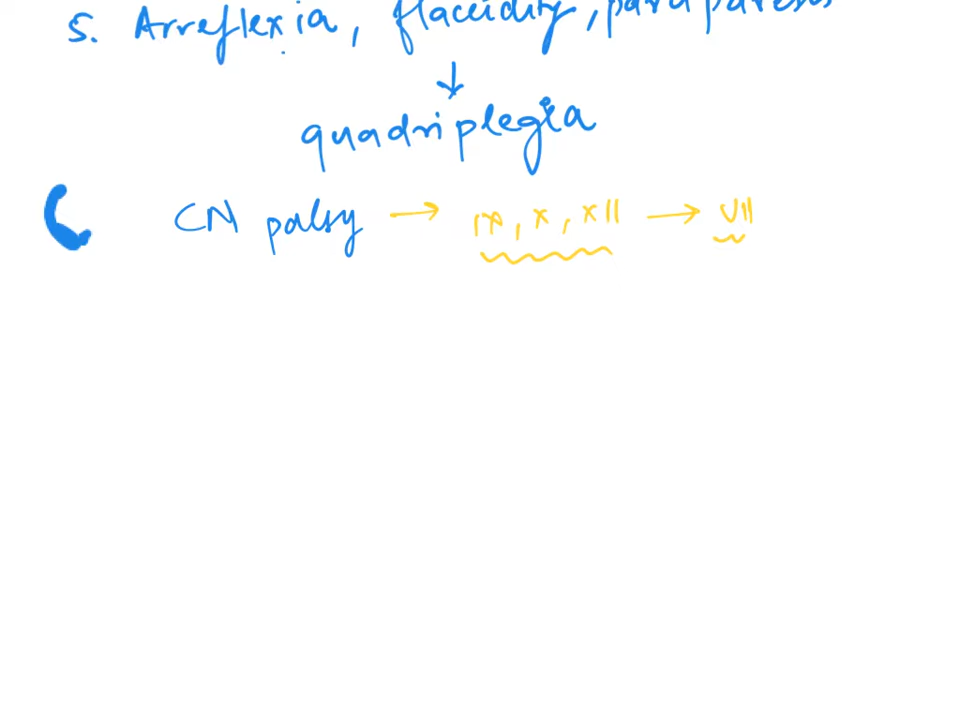 5. Arreflexia, flaccidity, paraparesis
↓
quadriplegia
CN palsy → IX, X, XII → VII